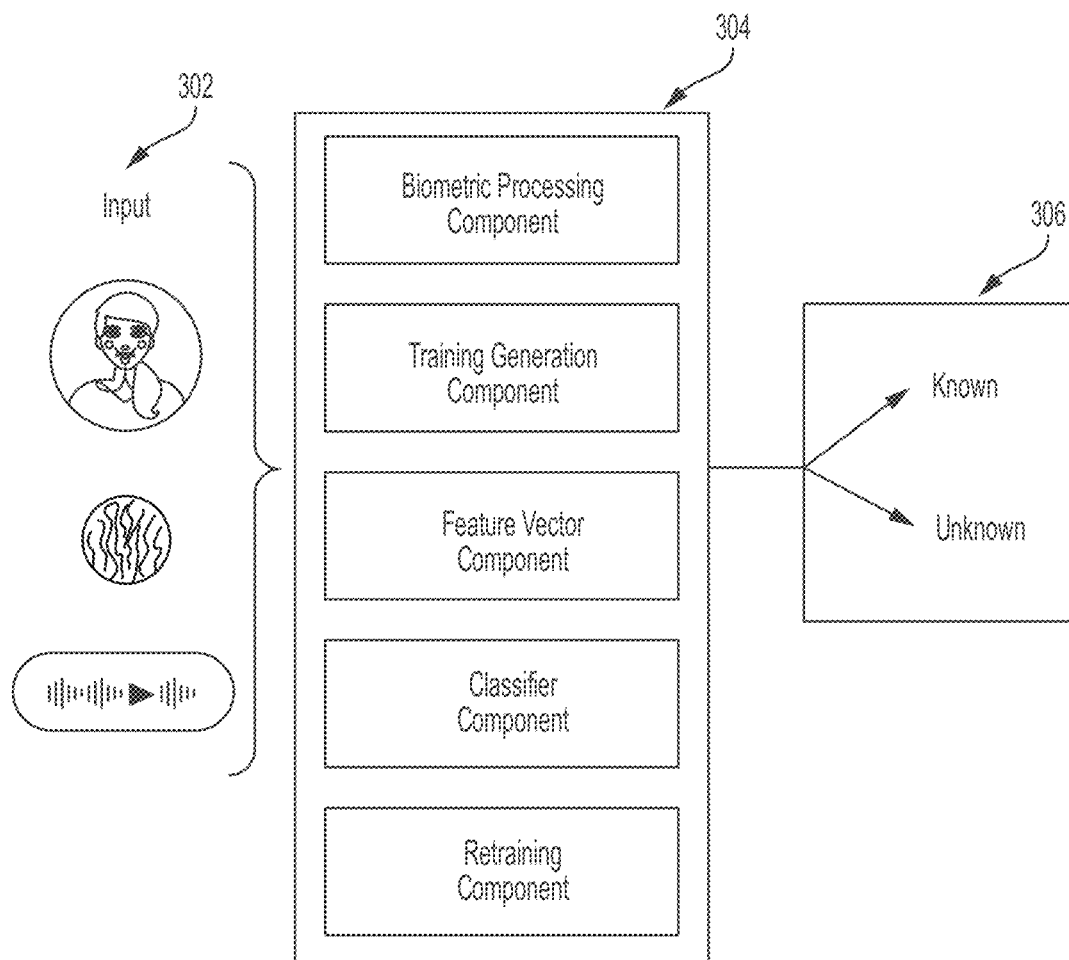 304
302
Input
Biometric Processing
Component
306
Training Generation
Component
Known
Feature Vector
Component
Unknown
Classifier
Component
Retraining
Component